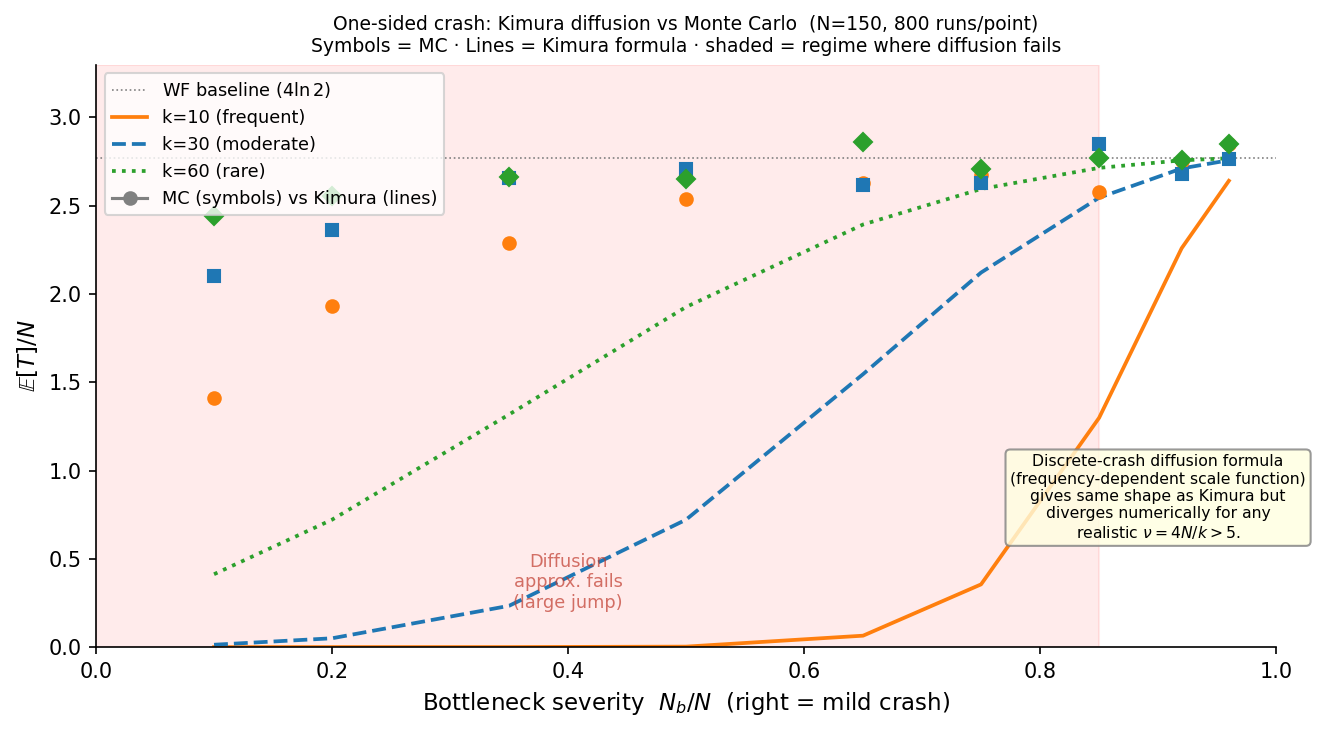 One-sided crash: Kimura diffusion vs Monte Carlo  (N=150, 800 runs/point)
Symbols = MC · Lines = Kimura formula · shaded = regime where diffusion fails
WF baseline (4ln 2)
k=10 (frequent)
k=30 (moderate)
k=60 (rare)
MC (symbols) vs Kimura (lines)
3.0
2.5
2.0
1.5
1.0
0.5
0.0
𝔼[T]/N
Diffusion
approx. fails
(large jump)
Discrete-crash diffusion formula
(frequency-dependent scale function)
gives same shape as Kimura but
diverges numerically for any
realistic ν = 4N/k > 5.
0.0 0.2 0.4 0.6 0.8 1.0
Bottleneck severity  N_b/N  (right = mild crash)